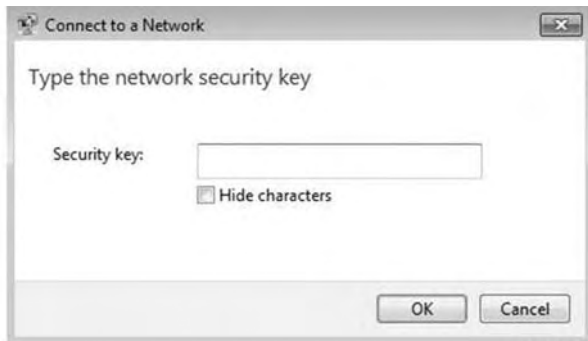 Connect to a Network
Type the network security key
Security key:
Hide characters
OK Cancel